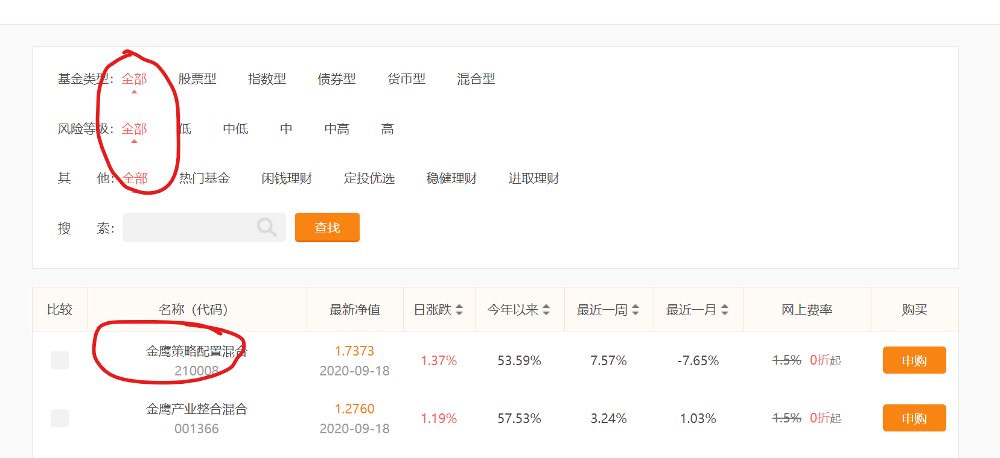 基金类型： 全部 股票型 指数型 债券型 货币型 混合型
风险等级： 全部 低 中低 中 中高 高
其 他： 全部 热门基金 闲钱理财 定投优选 稳健理财 进取理财
搜 索： 查找
比较 名称（代码） 最新净值 日涨跌 今年以来 最近一周 最近一月 网上费率 购买
金鹰策略配置混合 1.7373
1.37% 53.59% 7.57% -7.65% 1.5% 0折起 申购
210008 2020-09-18
金鹰产业整合混合 1.2760
1.19% 57.53% 3.24% 1.03% 1.5% 0折起 申购
001366 2020-09-18